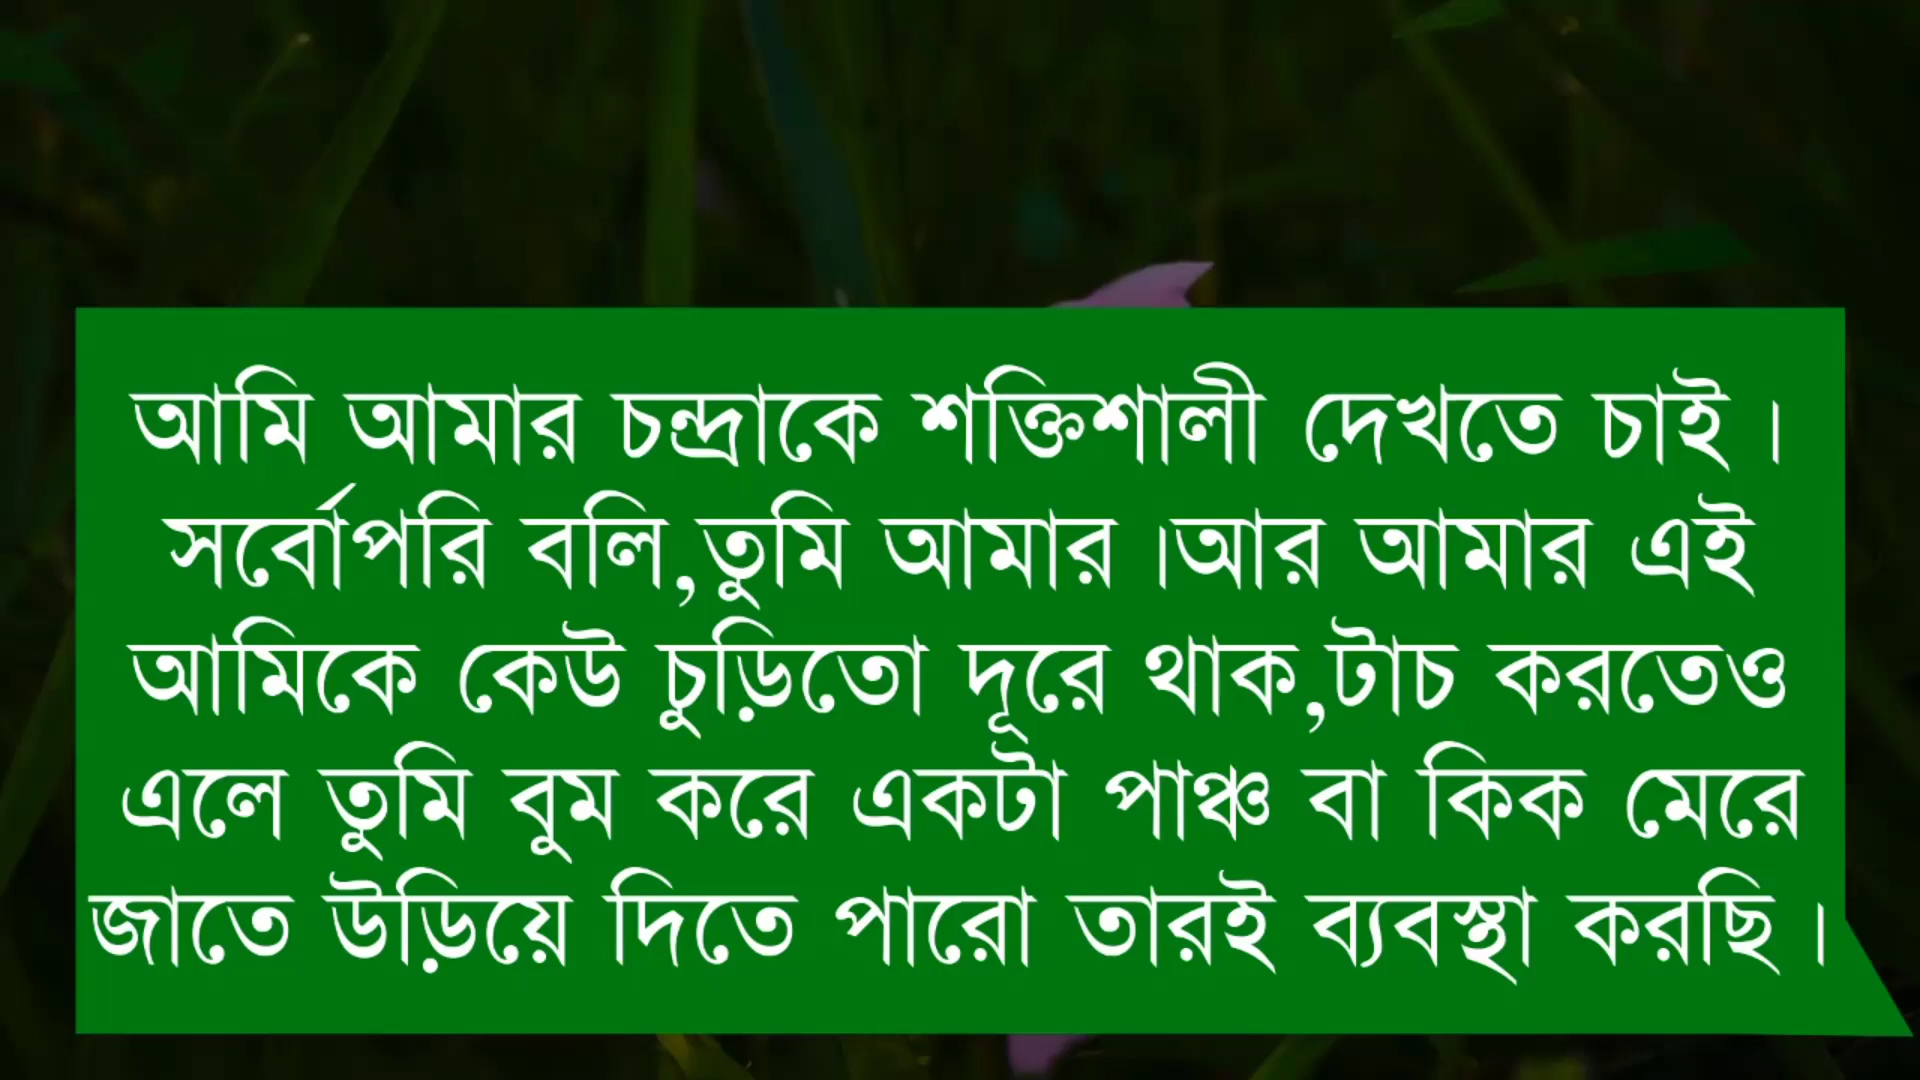 আমি আমার চন্দ্রাকে শক্তিশালী দেখতে চাই ।
সর্বোপরি বলি,তুমি আমার ।আর আমার এই
আমিকে কেউ চুড়িতো দূরে থাক,টাচ করতেও
এলে তুমি বুম করে একটা পাঞ্চ বা কিক মেরে
জাতে উড়িয়ে দিতে পারো তারই ব্যবস্থা করছি ।